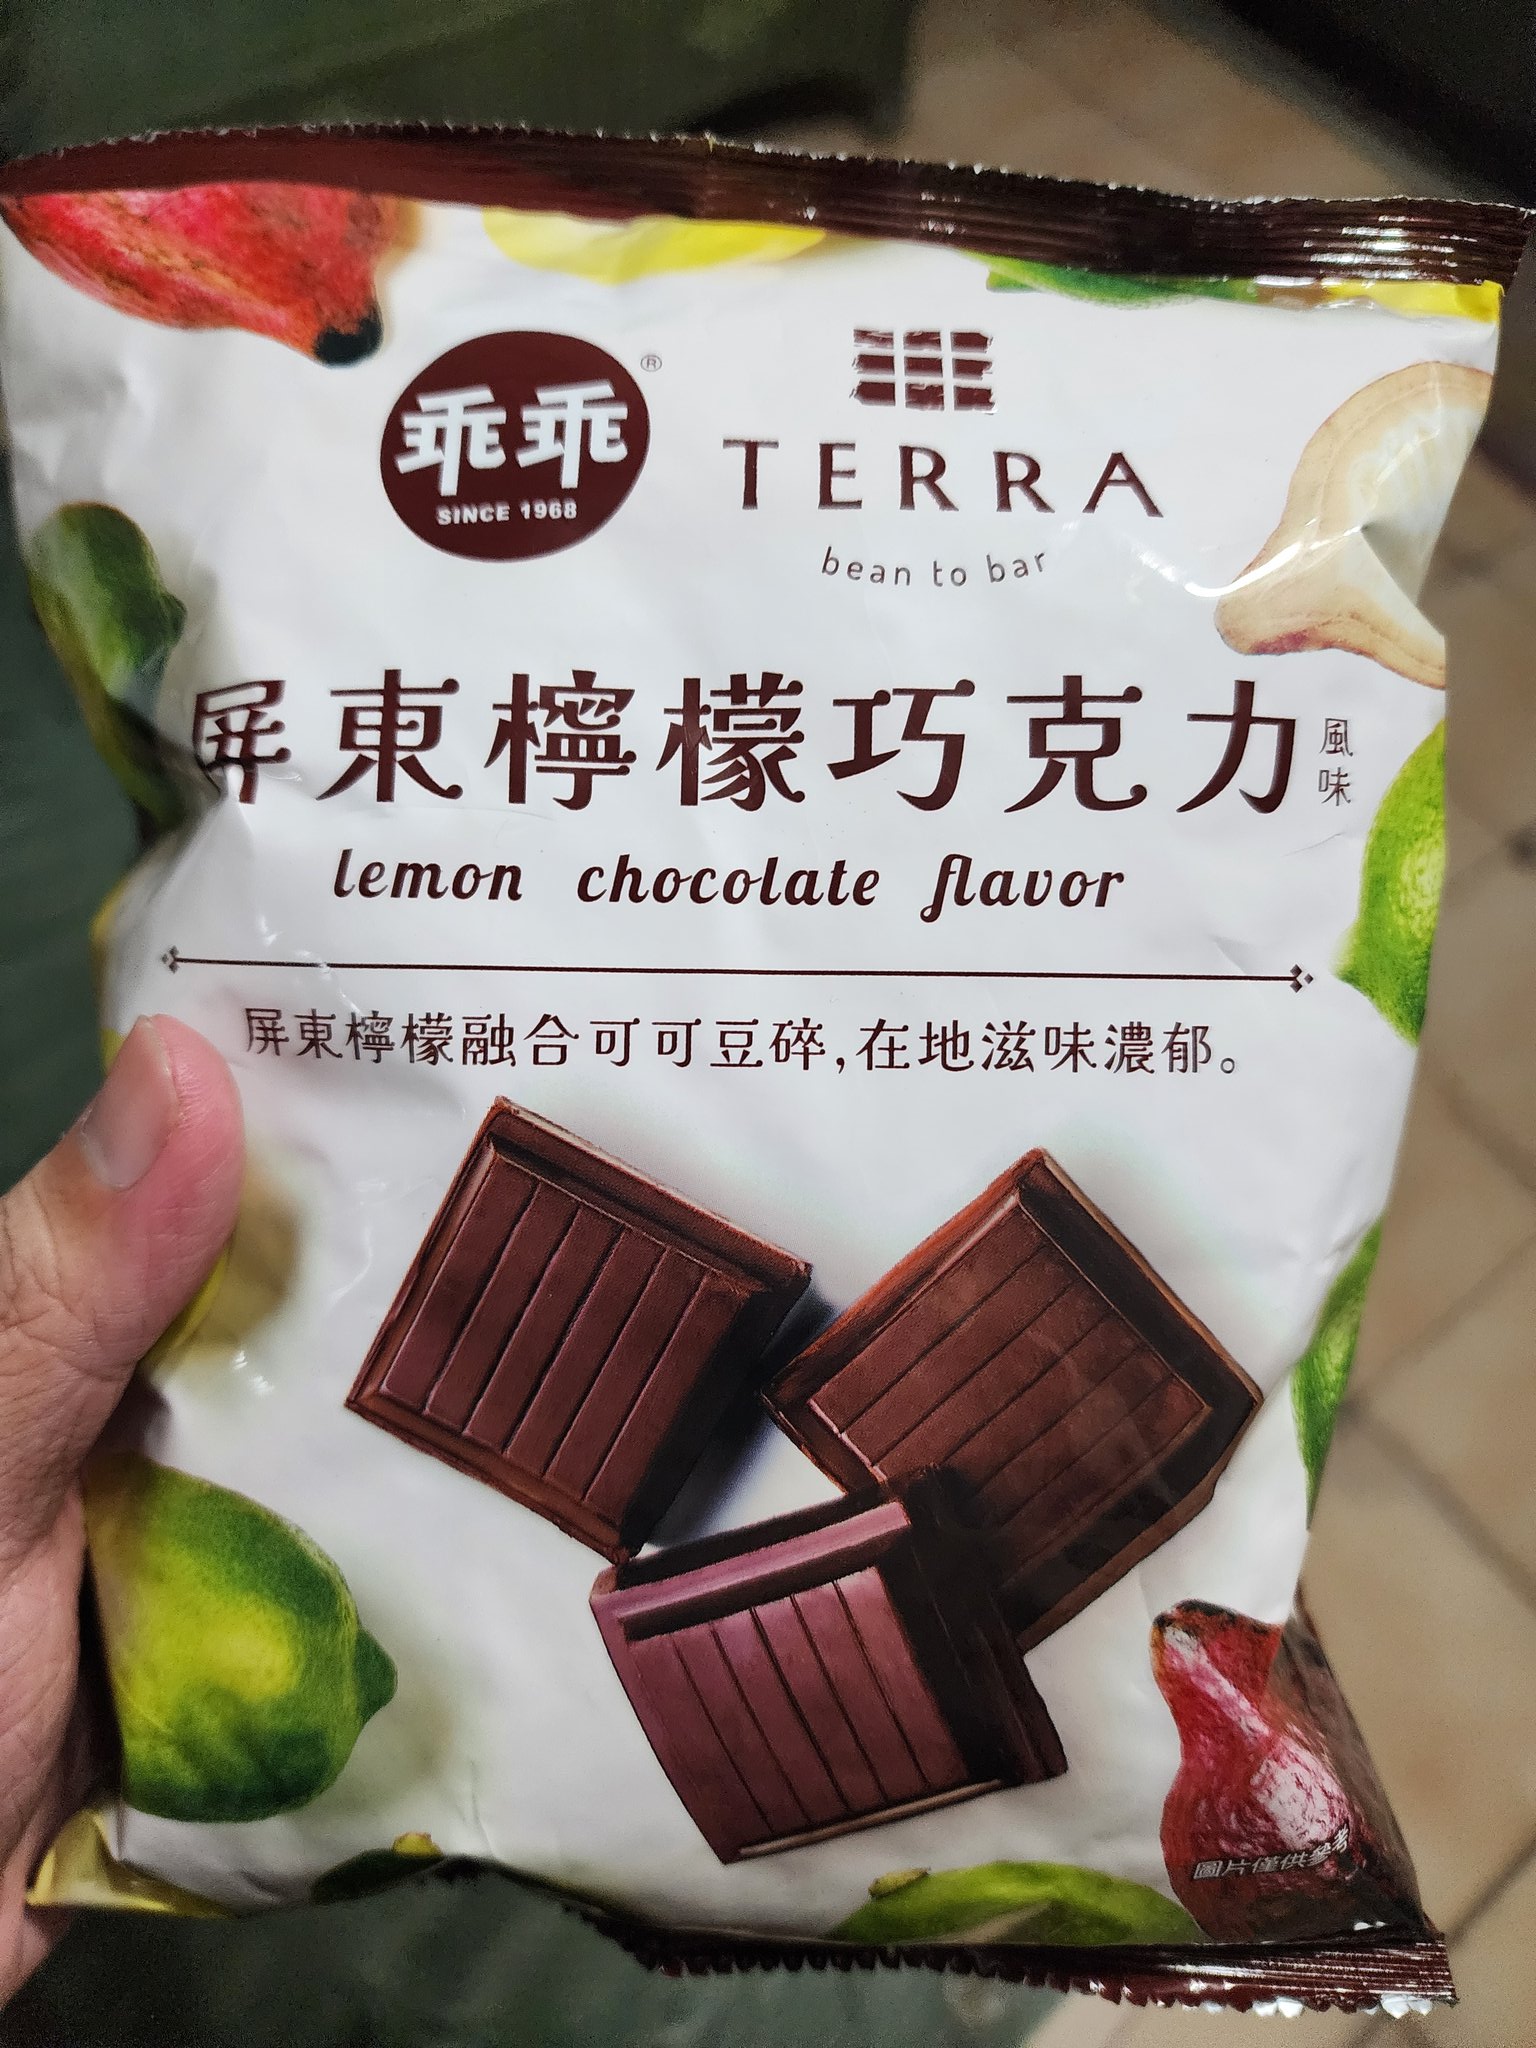 乖乖
®
SINCE 1968
TERRA
bean to bar
屏東檸檬巧克力
風味
lemon chocolate flavor
屏東檸檬融合可可豆碎,在地滋味濃郁。
圖片僅供參考